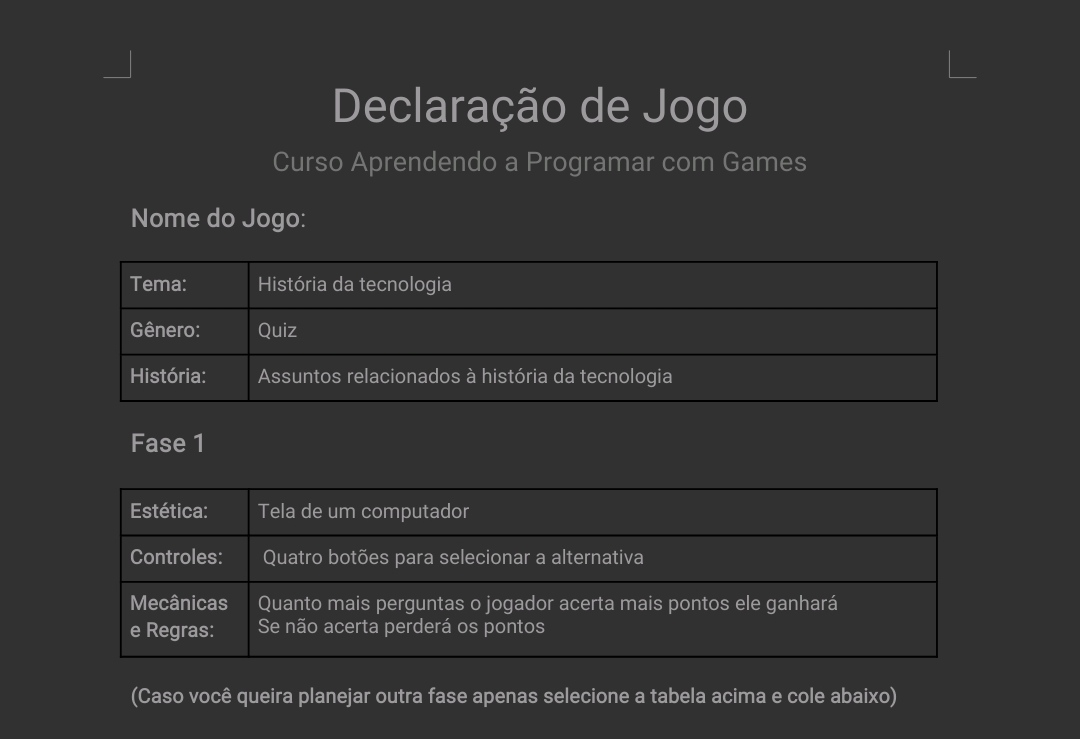 Declaração de Jogo
Curso Aprendendo a Programar com Games
Nome do Jogo:
Tema: História da tecnologia
Gênero: Quiz
História: Assuntos relacionados à história da tecnologia
Fase 1
Estética: Tela de um computador
Controles: Quatro botões para selecionar a alternativa
Mecânicas e Regras: Quanto mais perguntas o jogador acerta mais pontos ele ganhará
Se não acerta perderá os pontos
(Caso você queira planejar outra fase apenas selecione a tabela acima e cole abaixo)